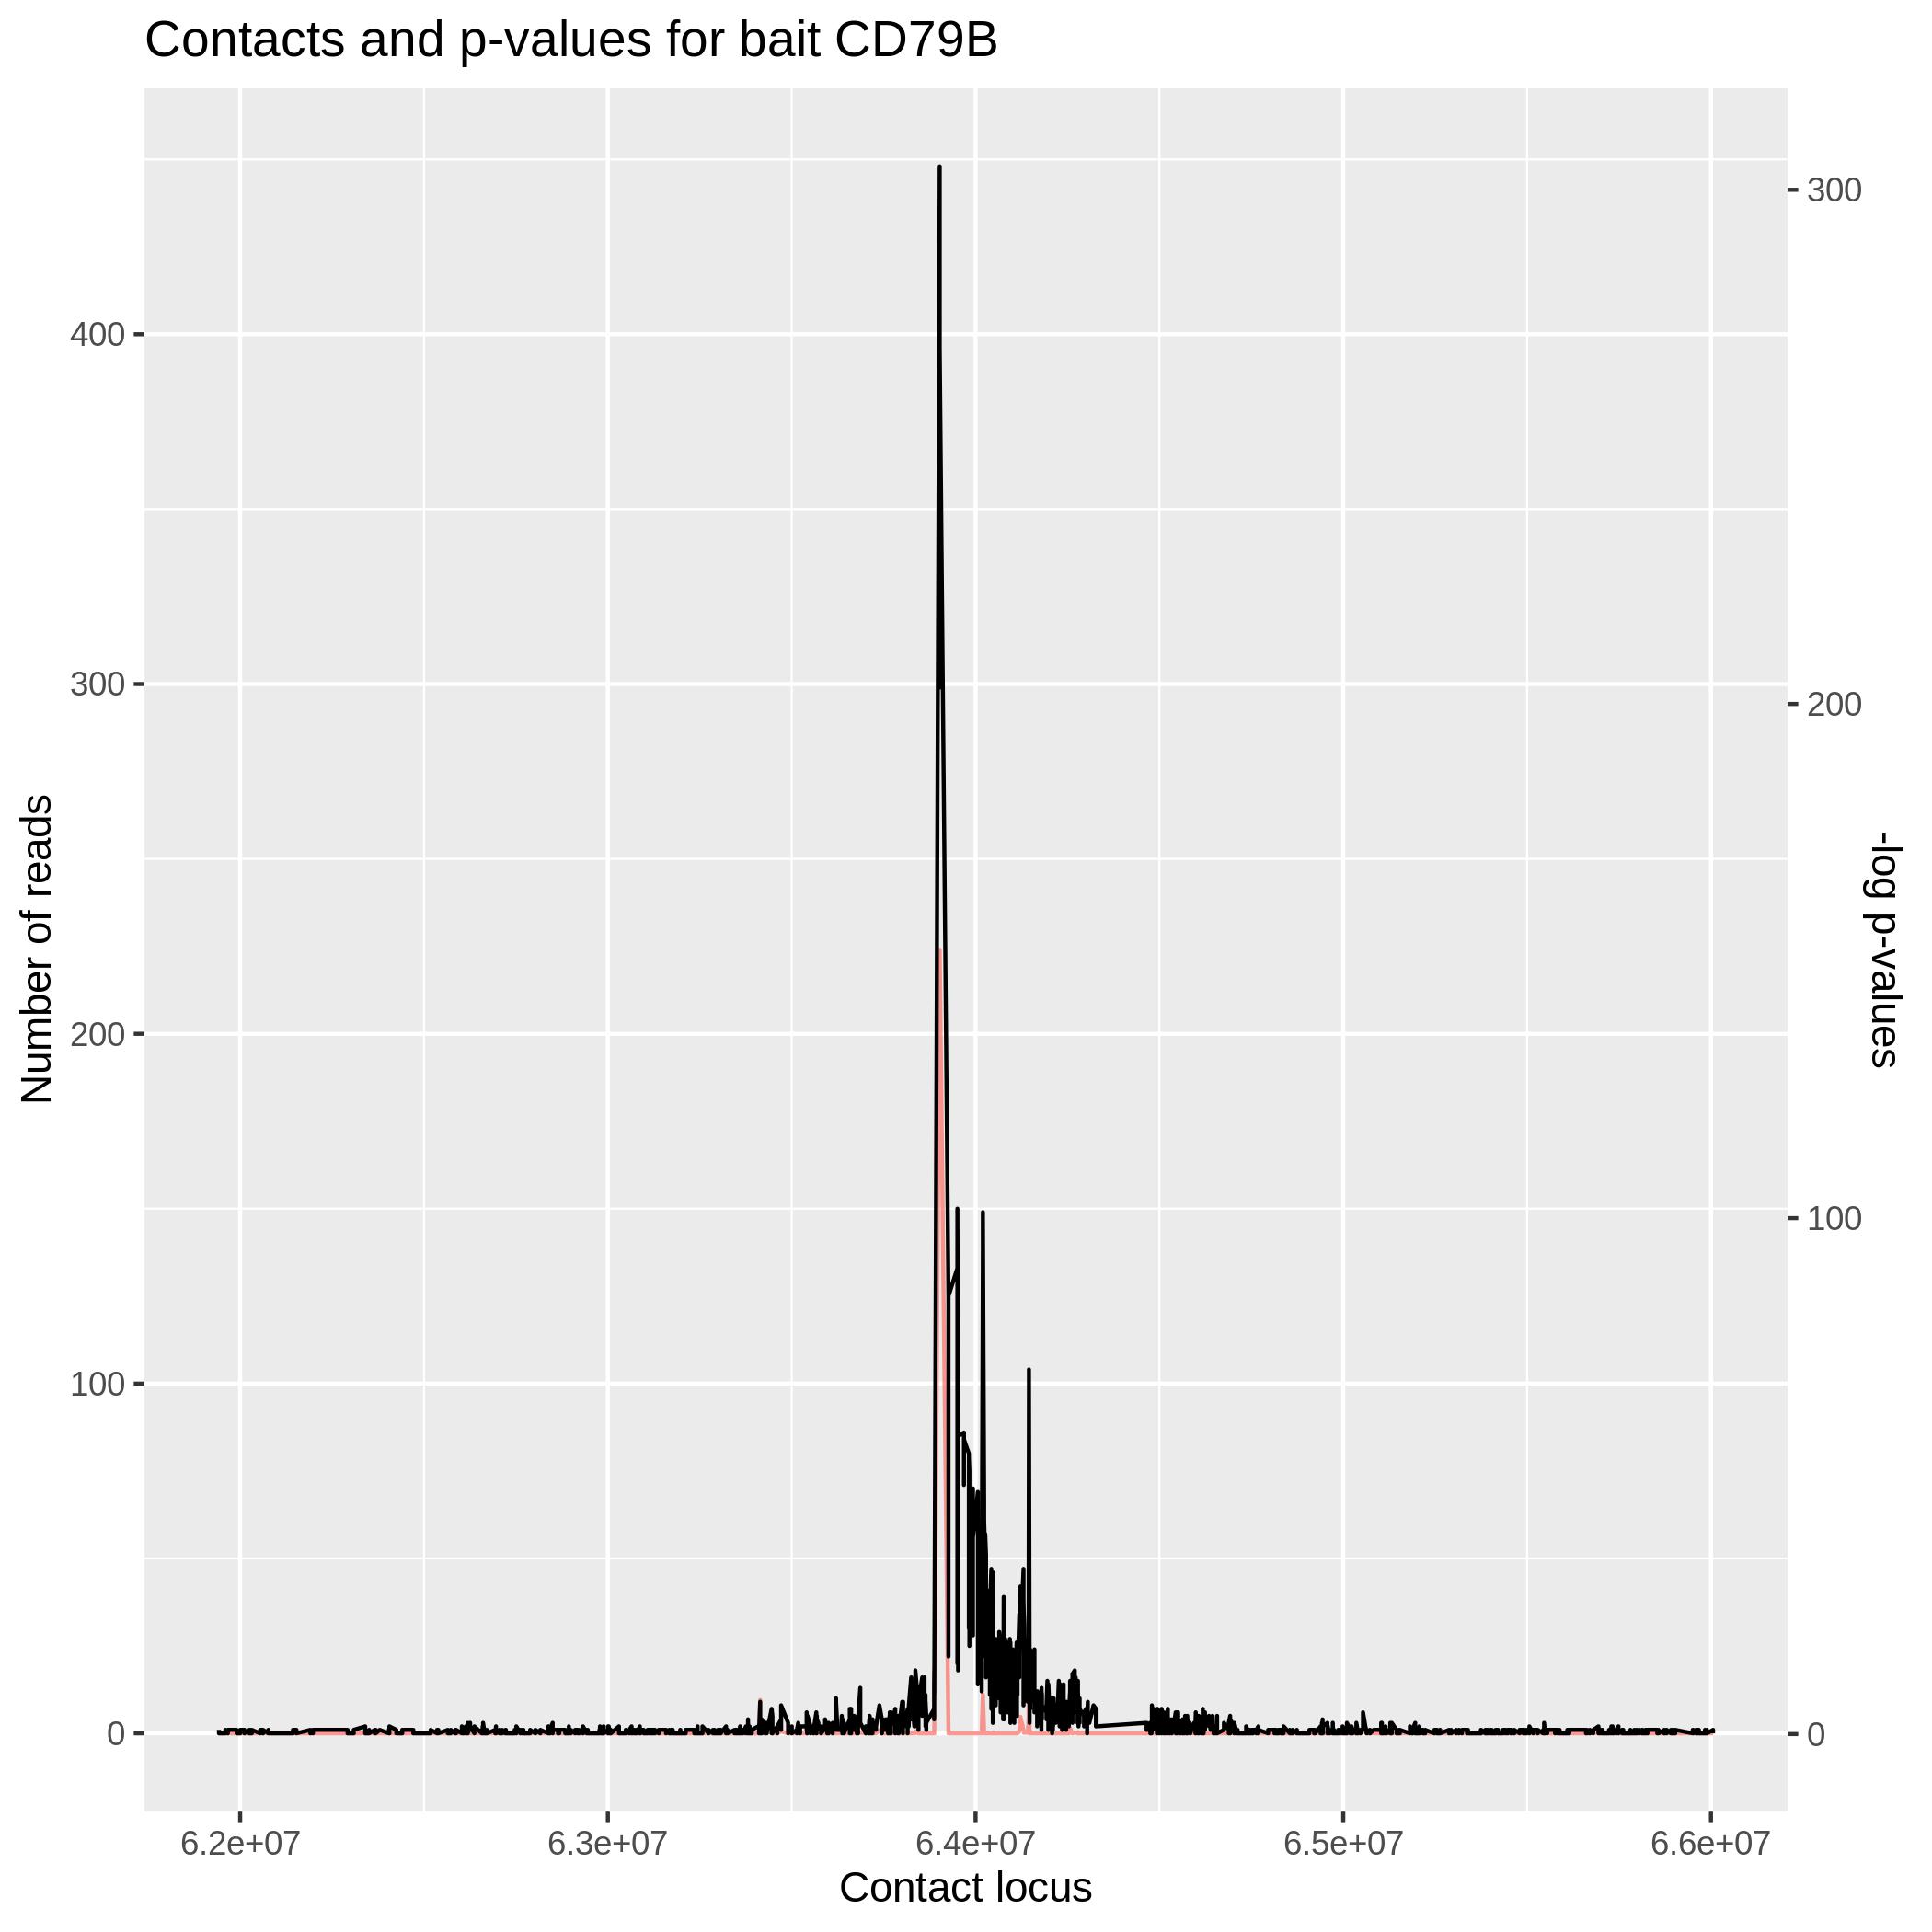 Contacts and p-values for bait CD79B
400
300
200
100
0
Number of reads
300
200
100
0
-log p-values
6.2e+07
6.3e+07
6.4e+07
6.5e+07
6.6e+07
Contact locus